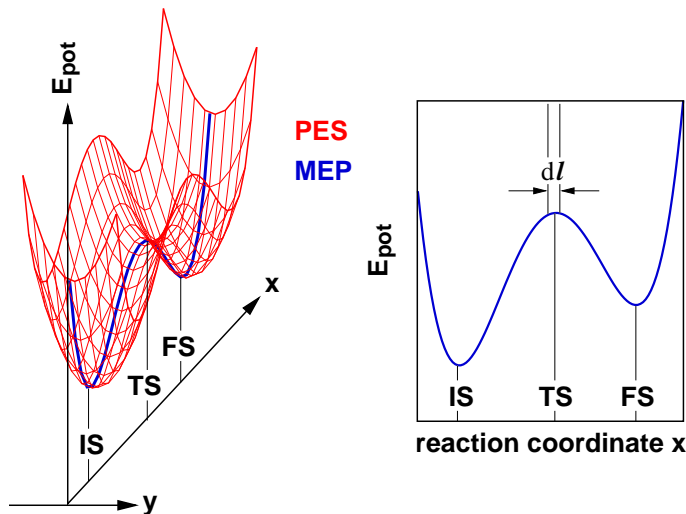 Epot
PES
MEP
x
FS
TS
IS
y
Epot
dl
IS TS FS
reaction coordinate x